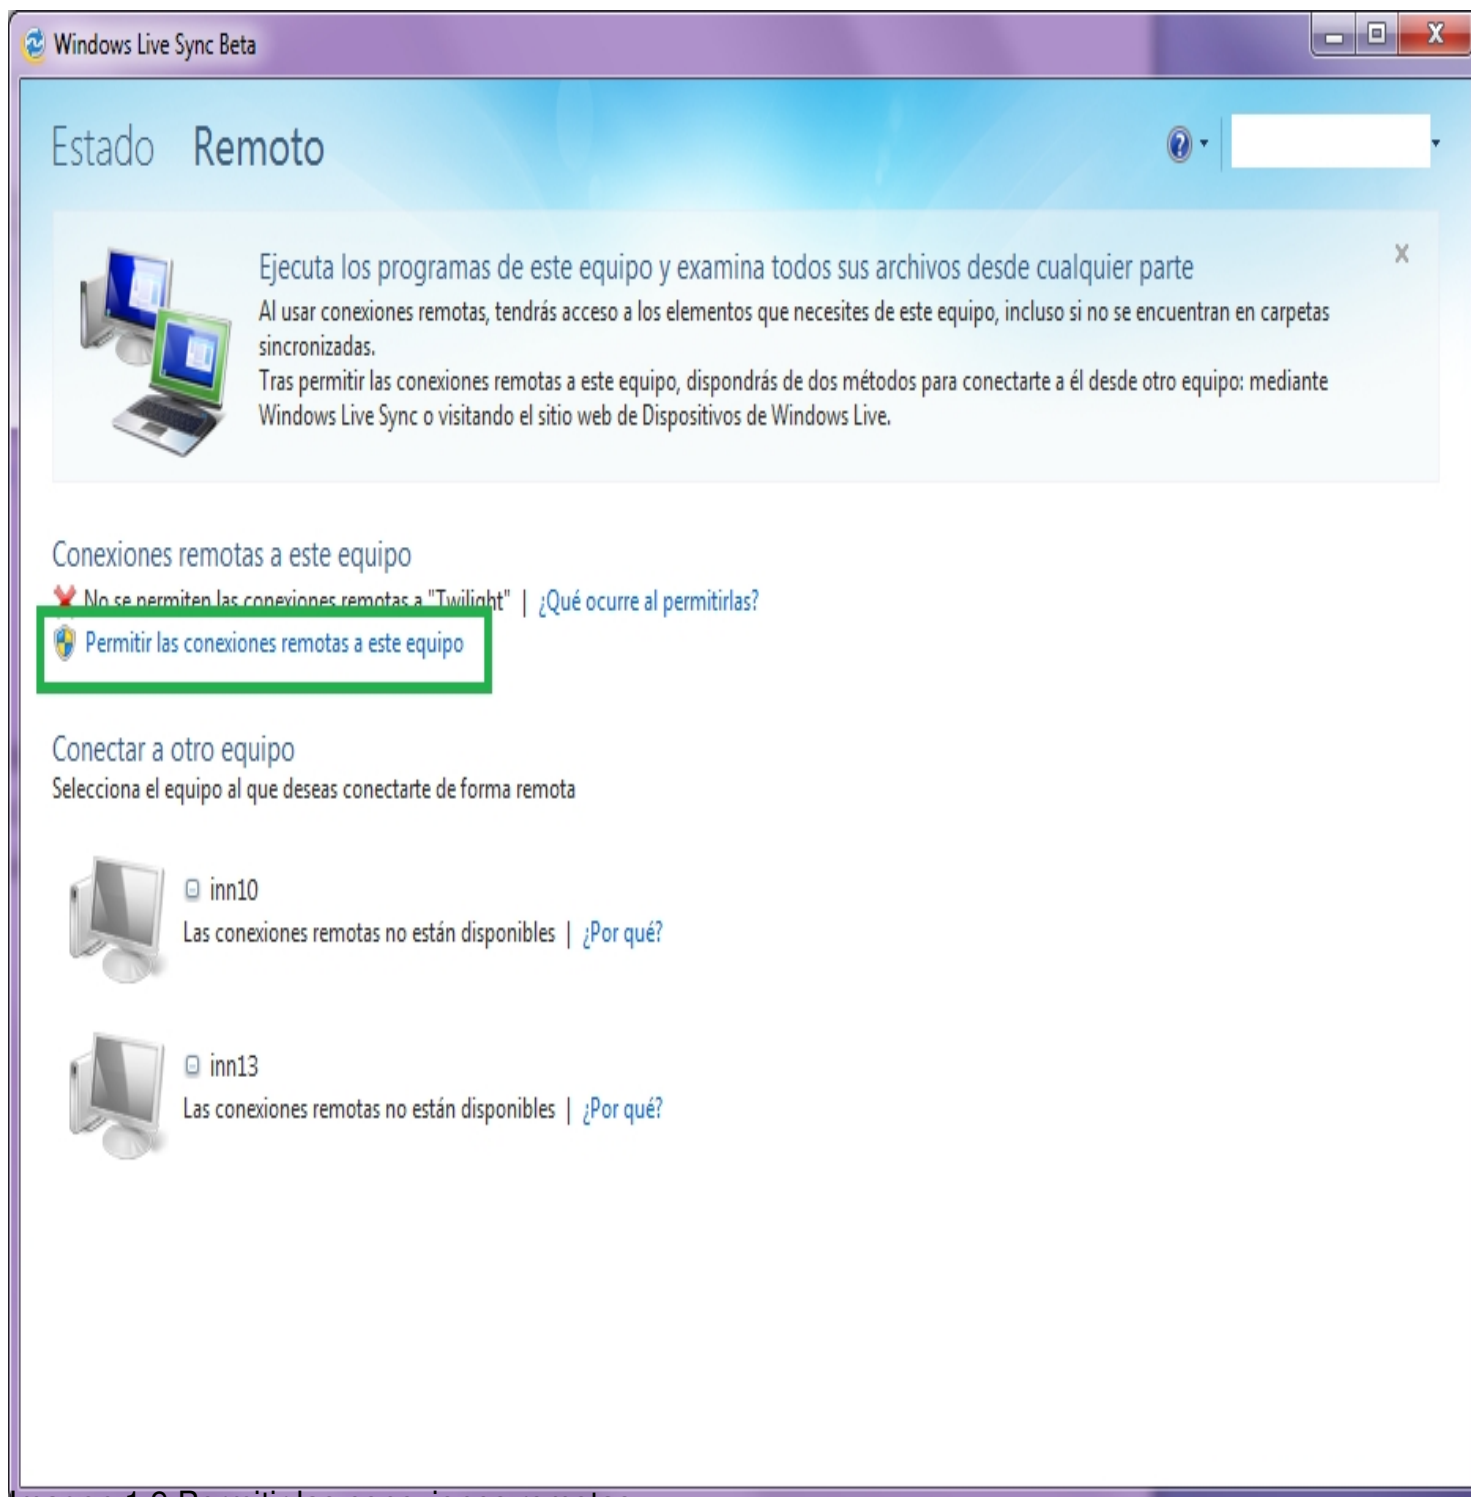 Windows Live Sync Beta
Estado Remoto
Ejecuta los programas de este equipo y examina todos sus archivos desde cualquier parte
Al usar conexiones remotas, tendrás acceso a los elementos que necesites de este equipo, incluso si no se encuentran en carpetas
sincronizadas.
Tras permitir las conexiones remotas a este equipo, dispondrás de dos métodos para conectarte a él desde otro equipo: mediante
Windows Live Sync o visitando el sitio web de Dispositivos de Windows Live.
Conexiones remotas a este equipo
No se permiten las conexiones remotas a "Twilight" | ¿Qué ocurre al permitirlas?
Permitir las conexiones remotas a este equipo
Conectar a otro equipo
Selecciona el equipo al que deseas conectarte de forma remota
inn10
Las conexiones remotas no están disponibles | ¿Por qué?
inn13
Las conexiones remotas no están disponibles | ¿Por qué?